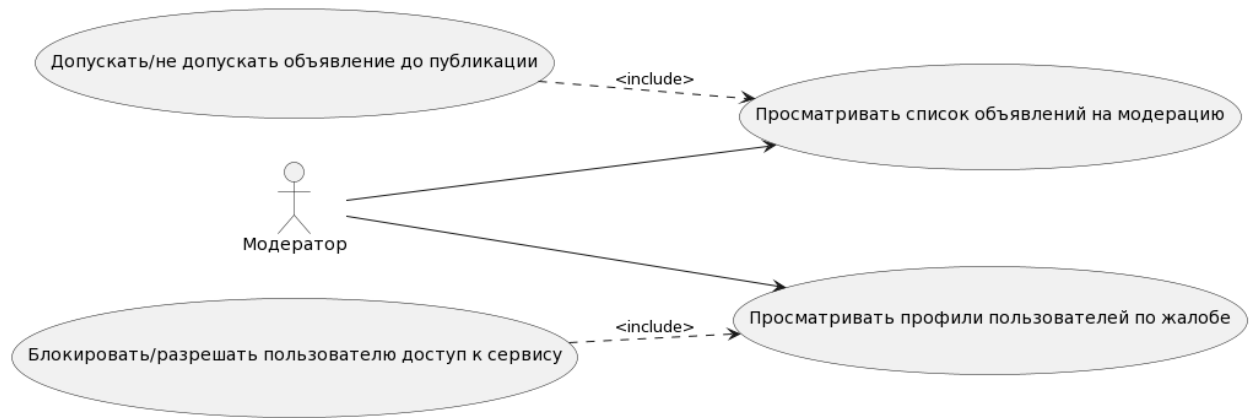 Допускать/не допускать объявление до публикации
<include>
Просматривать список объявлений на модерацию
Модератор
Просматривать профили пользователей по жалобе
<include>
Блокировать/разрешать пользователю доступ к сервису